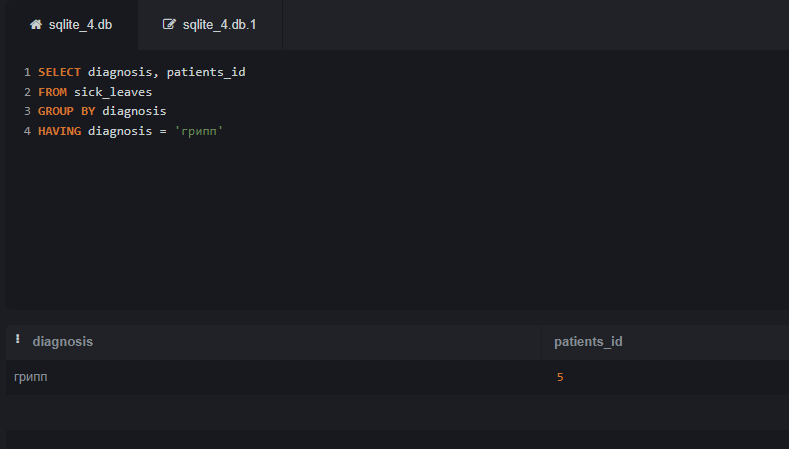 sqlite_4.db sqlite_4.db.1
1 SELECT diagnosis, patients_id
2 FROM sick_leaves
3 GROUP BY diagnosis
4 HAVING diagnosis = 'грипп'
diagnosis patients_id
грипп 5